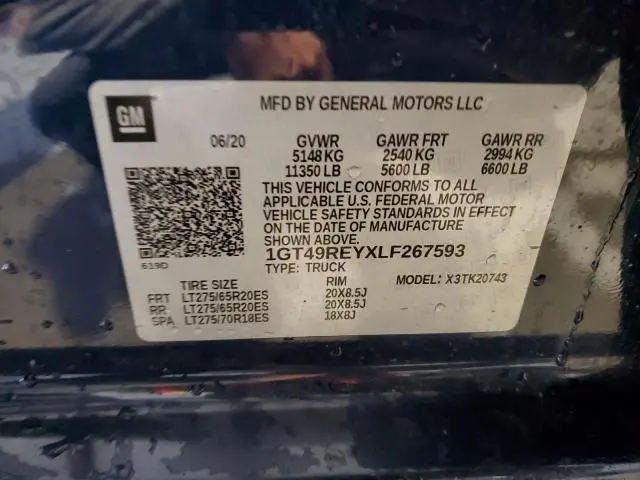 GM
MFD BY GENERAL MOTORS LLC
06/20 GVWR GAWR FRT GAWR RR
5148 KG 2540 KG 2994 KG
11350 LB 5600 LB 6600 LB
THIS VEHICLE CONFORMS TO ALL
APPLICABLE U.S. FEDERAL MOTOR
VEHICLE SAFETY STANDARDS IN EFFECT
ON THE DATE OF MANUFACTURE
SHOWN ABOVE.
619D 1GT49REYXLF267593
TYPE: TRUCK MODEL: X3TK20743
TIRE SIZE RIM
FRT LT275/65R20ES 20X8.5J
RR LT275/65R20ES 20X8.5J
SPA LT275/70R18ES 18X8J